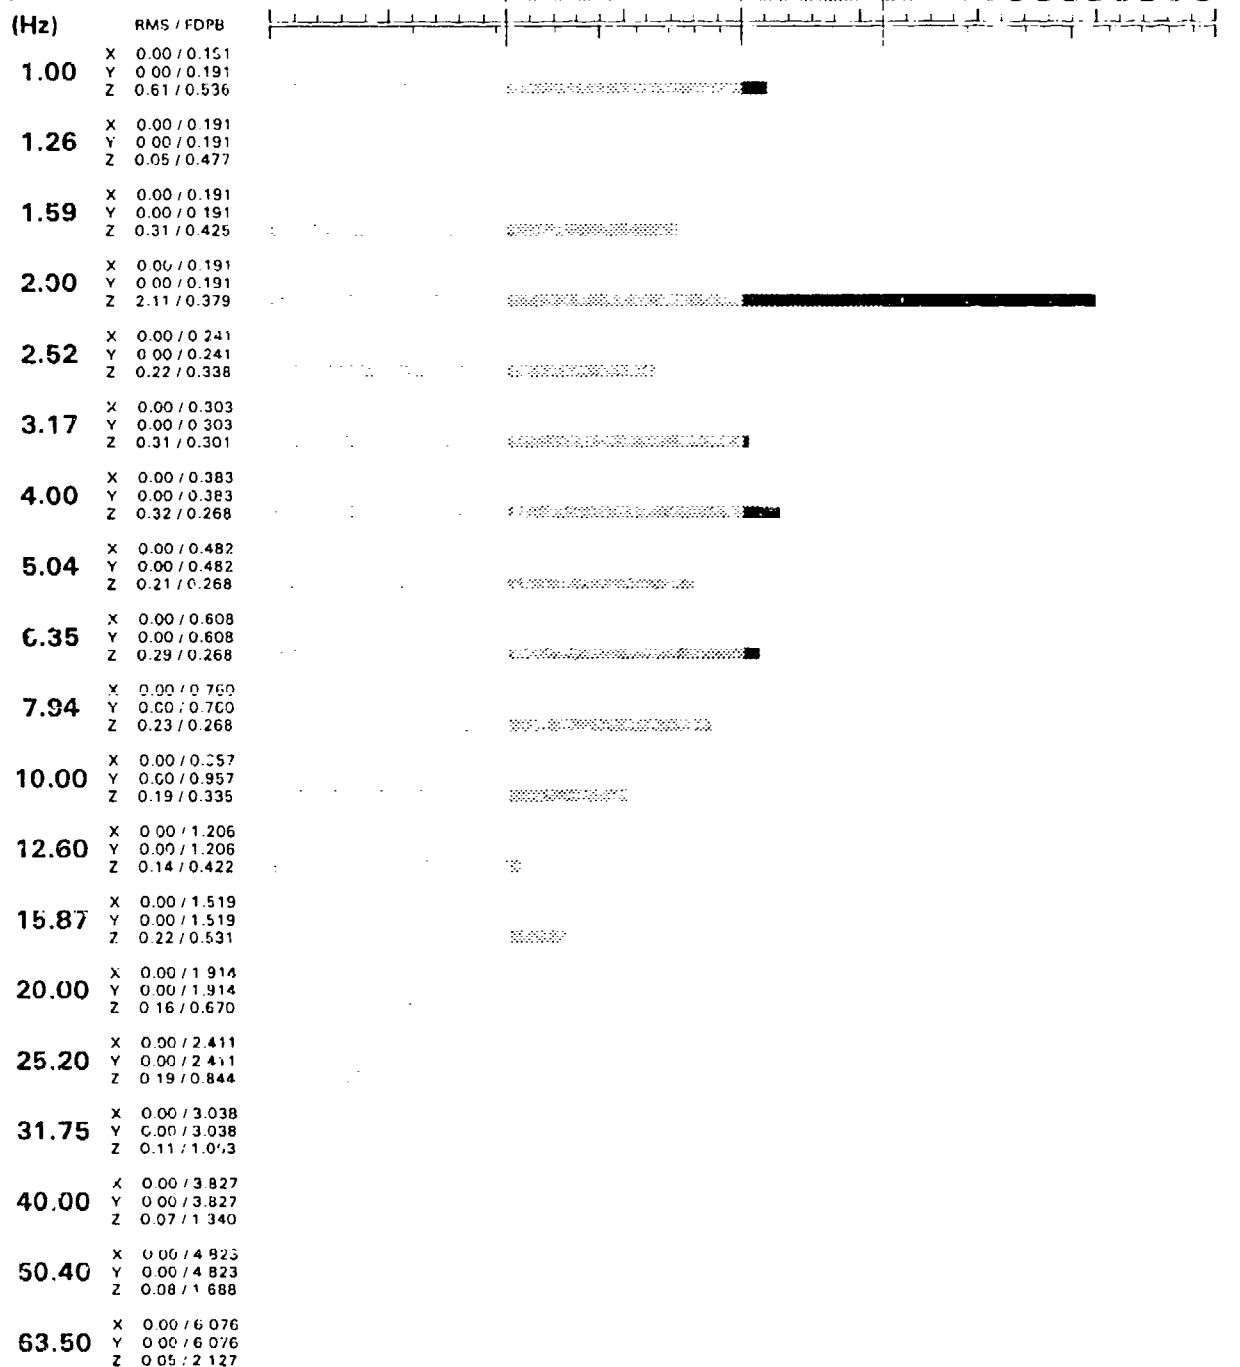 (Hz) RMS / FDPB
X 0.00 / 0.191
1.00 Y 0 00 / 0.191
Z 0.61 / 0.536
X 0.00 / 0.191
1.26 Y 0 00 / 0.191
Z 0.05 / 0.477
X 0.00 / 0.191
1.59 Y 0.00 / 0 191
Z 0.31 / 0.425
X 0.00 / 0.191
2.00 Y 0 00 / 0.191
Z 2.11 / 0.379
X 0.00 / 0 241
2.52 Y 0 00 / 0.241
Z 0.22 / 0.338
X 0.00 / 0.303
3.17 Y 0.00 / 0 303
Z 0.31 / 0.301
X 0.00 / 0.383
4.00 Y 0.00 / 0.383
Z 0.32 / 0.268
X 0.00 / 0.482
5.04 Y 0.00 / 0.482
Z 0.21 / 0.268
X 0.00 / 0.608
6.35 Y 0.00 / 0.608
Z 0.29 / 0.268
X 0.00 / 0.760
7.94 Y 0.00 / 0.760
Z 0.23 / 0.268
X 0.00 / 0.957
10.00 Y 0.00 / 0.957
Z 0.19 / 0.335
X 0 00 / 1.206
12.60 Y 0.00 / 1.206
Z 0.14 / 0.422
X 0.00 / 1.519
15.87 Y 0.00 / 1.519
Z 0.22 / 0.531
X 0.00 / 1 914
20.00 Y 0.00 / 1.914
Z 0 16 / 0.670
X 0.00 / 2.411
25.20 Y 0.00 / 2 411
Z 0 19 / 0.844
X 0.00 / 3.038
31.75 Y 0.00 / 3.038
Z 0.11 /
X 0.00 / 3.827
40.00 Y 0 00 / 3.827
Z 0.07 / 1 340
X 0 00 / 4 823
50.40 Y 0.00 / 4 823
Z 0.08 / 1 688
X 0.00 / 6 076
63.50 Y 0 00 / 6 076
Z 0 05 / 2 127